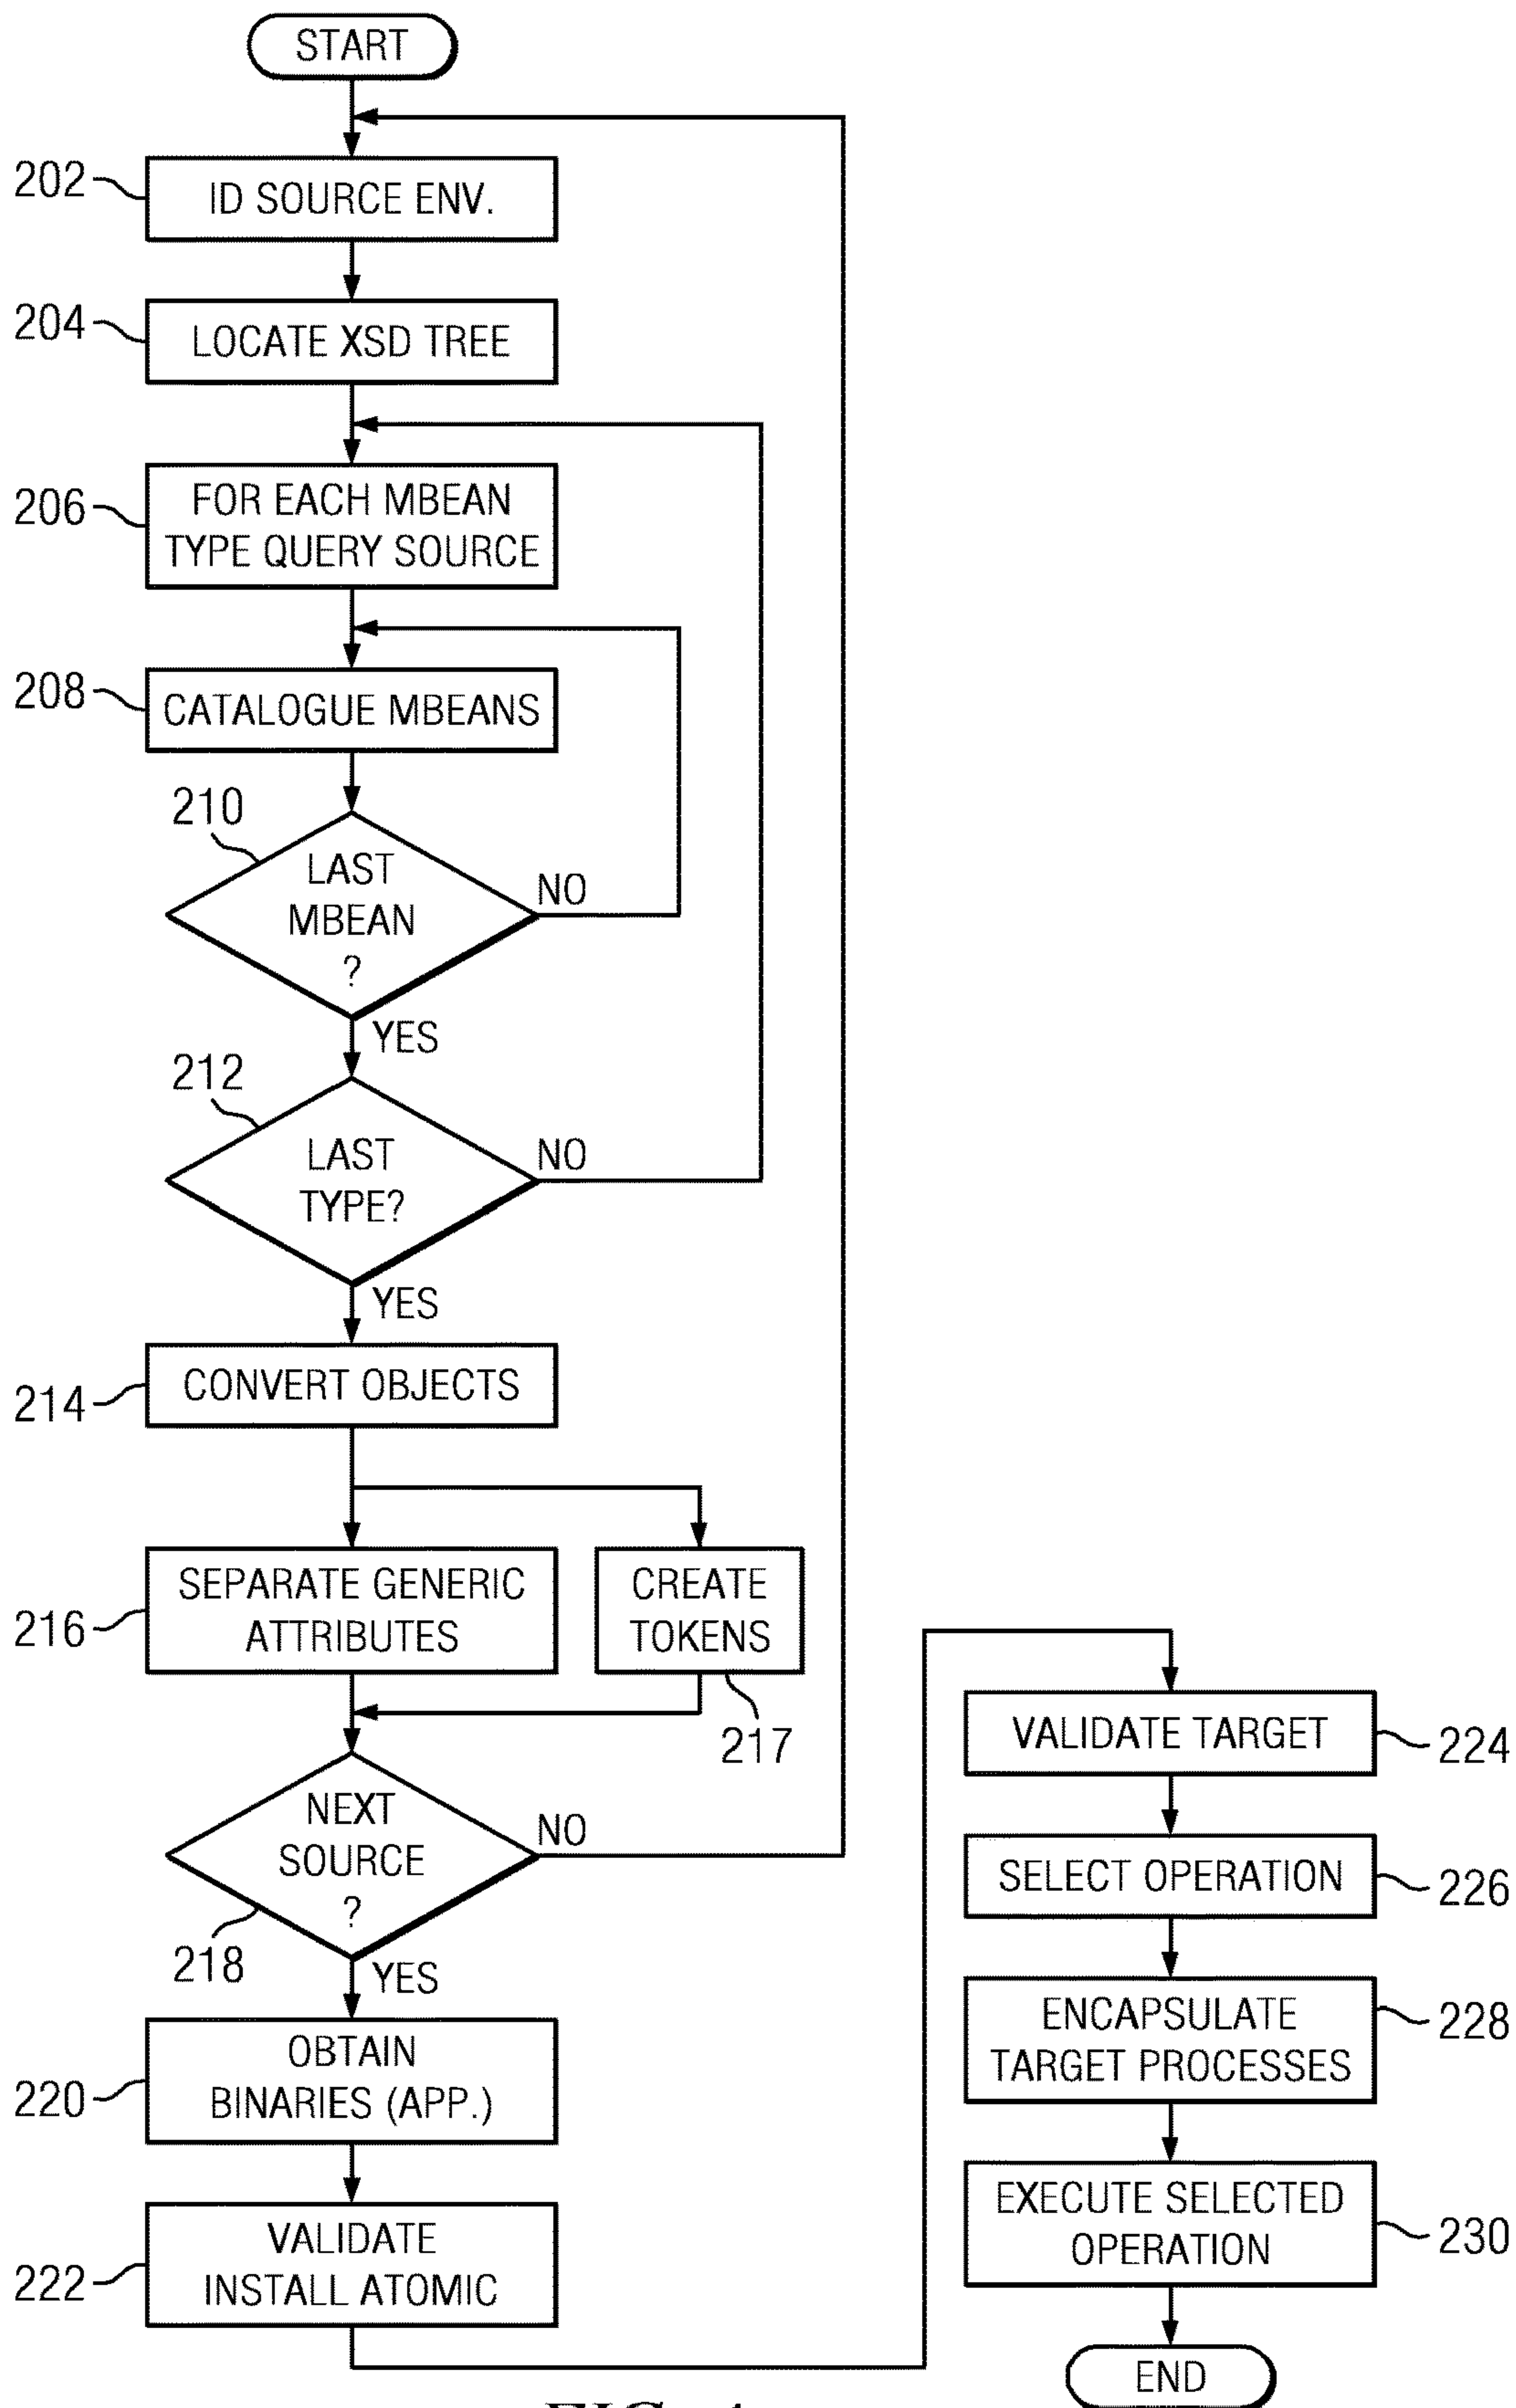 START
202
ID SOURCE ENV.
204
LOCATE XSD TREE
206
FOR EACH MBEAN
TYPE QUERY SOURCE
208
CATALOGUE MBEANS
210
LAST
MBEAN
?
NO
YES
212
LAST
TYPE?
NO
YES
214
CONVERT OBJECTS
216
SEPARATE GENERIC
ATTRIBUTES
CREATE
TOKENS
217
NEXT
SOURCE
?
NO
218
YES
220
OBTAIN
BINARIES (APP.)
222
VALIDATE
INSTALL ATOMIC
VALIDATE TARGET
224
SELECT OPERATION
226
ENCAPSULATE
TARGET PROCESSES
228
EXECUTE SELECTED
OPERATION
230
END